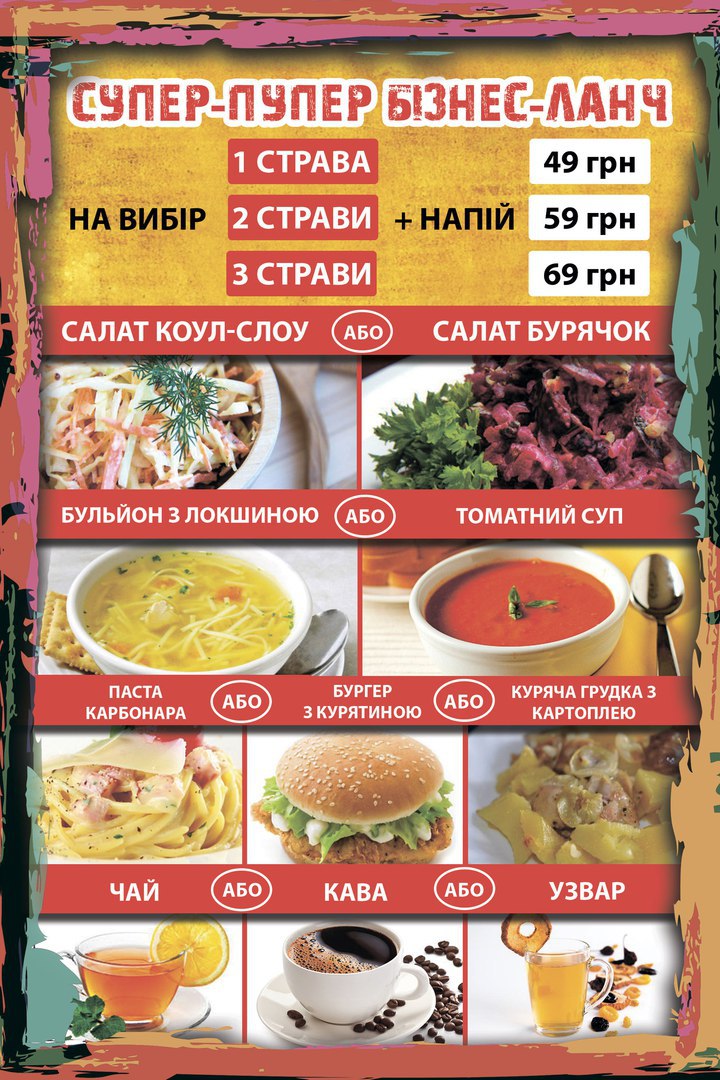 СУПЕР-ПУПЕР БІЗНЕС-ЛАНЧ
1 СТРАВА 49 грн
НА ВИБІР 2 СТРАВИ + НАПІЙ 59 грн
3 СТРАВИ 69 грн
САЛАТ КОУЛ-СЛОУ АБО САЛАТ БУРЯЧОК
БУЛЬЙОН З ЛОКШИНОЮ АБО ТОМАТНИЙ СУП
ПАСТА
КАРБОНАРА
АБО
БУРГЕР
З КУРЯТИНОЮ
АБО
КУРЯЧА ГРУДКА З
КАРТОПЛЕЮ
ЧАЙ АБО КАВА АБО УЗВАР